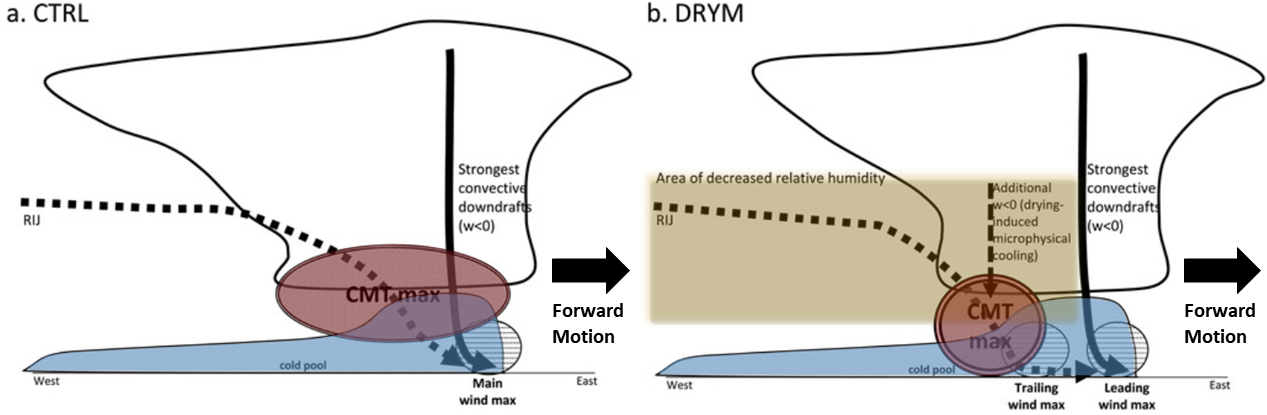 a. CTRL
Strongest
convective
downdrafts
(w<0)
RIJ
CMT max
Forward
Motion
cold pool
West
East
Main
wind max
b. DRYM
Area of decreased relative humidity
RIJ
Additional
w<0 (drying-
induced
microphysical
cooling)
Strongest
convective
downdrafts
(w<0)
CMT
max
Forward
Motion
cold pool
West
East
Trailing
wind max
Leading
wind max